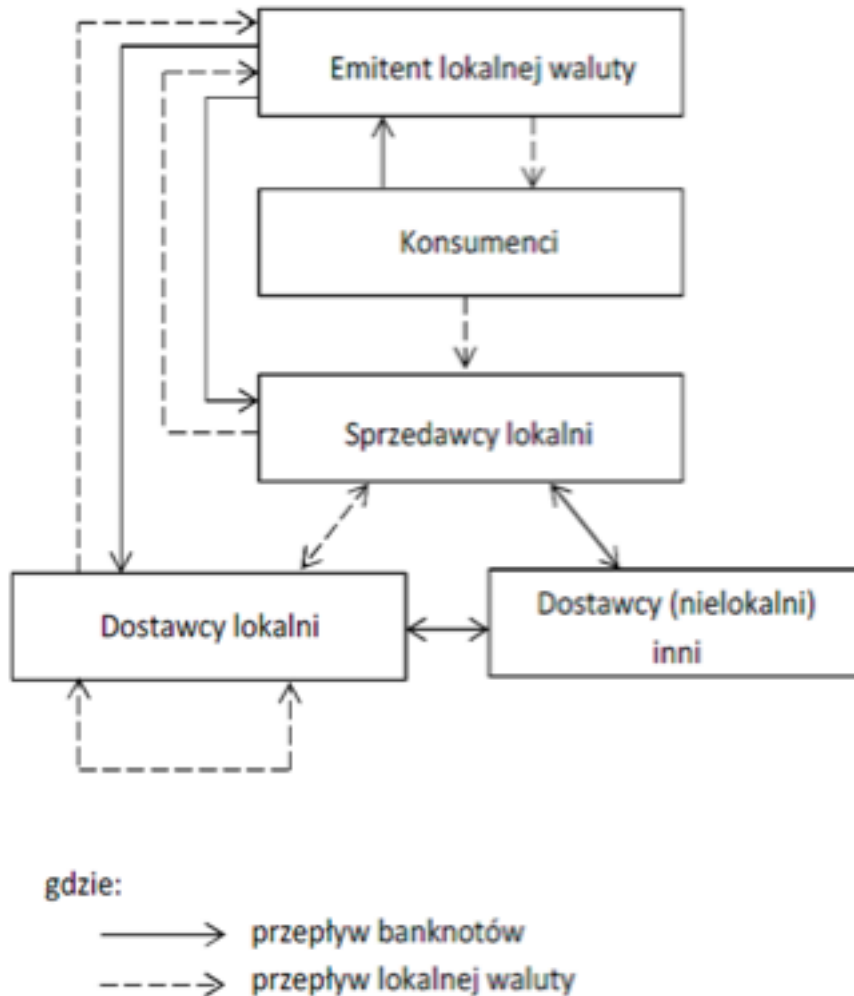 Emitent lokalnej waluty
Konsumenci
Sprzedawcy lokalni
Dostawcy lokalni
Dostawcy (nielokalni)
inni
gdzie:
przepływ banknotów
przepływ lokalnej waluty